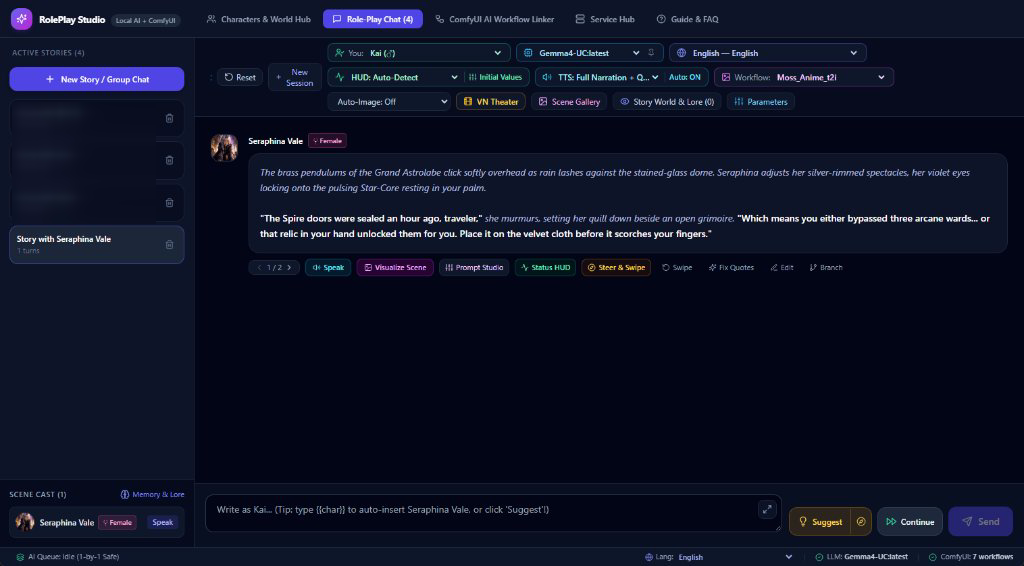 RolePlay Studio
Local AI + ComfyUI
Characters & World Hub
Role-Play Chat (4)
ComfyUI AI Workflow Linker
Service Hub
Guide & FAQ
ACTIVE STORIES (4)
+ New Story / Group Chat
Story with Seraphina Vale
1 turns
SCENE CAST (1)
Memory & Lore
Seraphina Vale
Female
Speak
Reset
+ New Session
You: Kai (♂)
Gemma4-UC:latest
English — English
HUD: Auto-Detect
Initial Values
TTS: Full Narration + Q...
Auto: ON
Workflow: Moss_Anime_t2i
Auto-Image: Off
VN Theater
Scene Gallery
Story World & Lore (0)
Parameters
Seraphina Vale
Female
The brass pendulums of the Grand Astrolabe click softly overhead as rain lashes against the stained-glass dome. Seraphina adjusts her silver-rimmed spectacles, her violet eyes
locking onto the pulsing Star-Core resting in your palm.
"The Spire doors were sealed an hour ago, traveler," she murmurs, setting her quill down beside an open grimoire. "Which means you either bypassed three arcane wards... or
that relic in your hand unlocked them for you. Place it on the velvet cloth before it scorches your fingers."
< 1 / 2 >
Speak
Visualize Scene
Prompt Studio
Status HUD
Steer & Swipe
Swipe
Fix Quotes
Edit
Branch
Write as Kai... (Tip: type {{char}} to auto-insert Seraphina Vale, or click 'Suggest'!)
Suggest
Continue
Send
AI Queue: Idle (1-by-1 Safe)
Lang: English
LLM: Gemma4-UC:latest
ComfyUI: 7 workflows